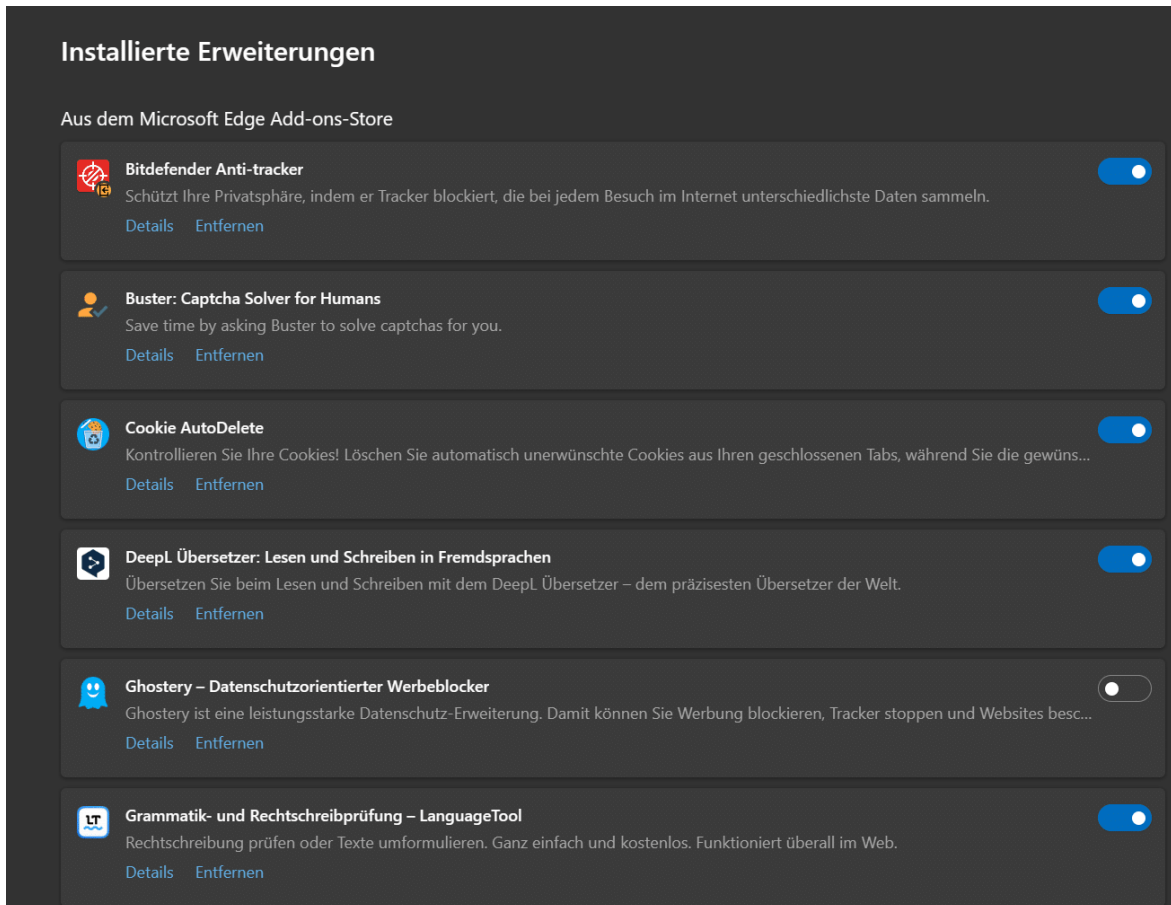 Installierte Erweiterungen
Aus dem Microsoft Edge Add-ons-Store
Bitdefender Anti-tracker
Schützt Ihre Privatsphäre, indem er Tracker blockiert, die bei jedem Besuch im Internet unterschiedlichste Daten sammeln.
Details Entfernen
Buster: Captcha Solver for Humans
Save time by asking Buster to solve captchas for you.
Details Entfernen
Cookie AutoDelete
Kontrollieren Sie Ihre Cookies! Löschen Sie automatisch unerwünschte Cookies aus Ihren geschlossenen Tabs, während Sie die gewüns...
Details Entfernen
DeepL Übersetzer: Lesen und Schreiben in Fremdsprachen
Übersetzen Sie beim Lesen und Schreiben mit dem DeepL Übersetzer – dem präzisesten Übersetzer der Welt.
Details Entfernen
Ghostery – Datenschutzorientierter Werbeblocker
Ghostery ist eine leistungsstarke Datenschutz-Erweiterung. Damit können Sie Werbung blockieren, Tracker stoppen und Websites besc...
Details Entfernen
LT
Grammatik- und Rechtschreibprüfung – LanguageTool
Rechtschreibung prüfen oder Texte umformulieren. Ganz einfach und kostenlos. Funktioniert überall im Web.
Details Entfernen